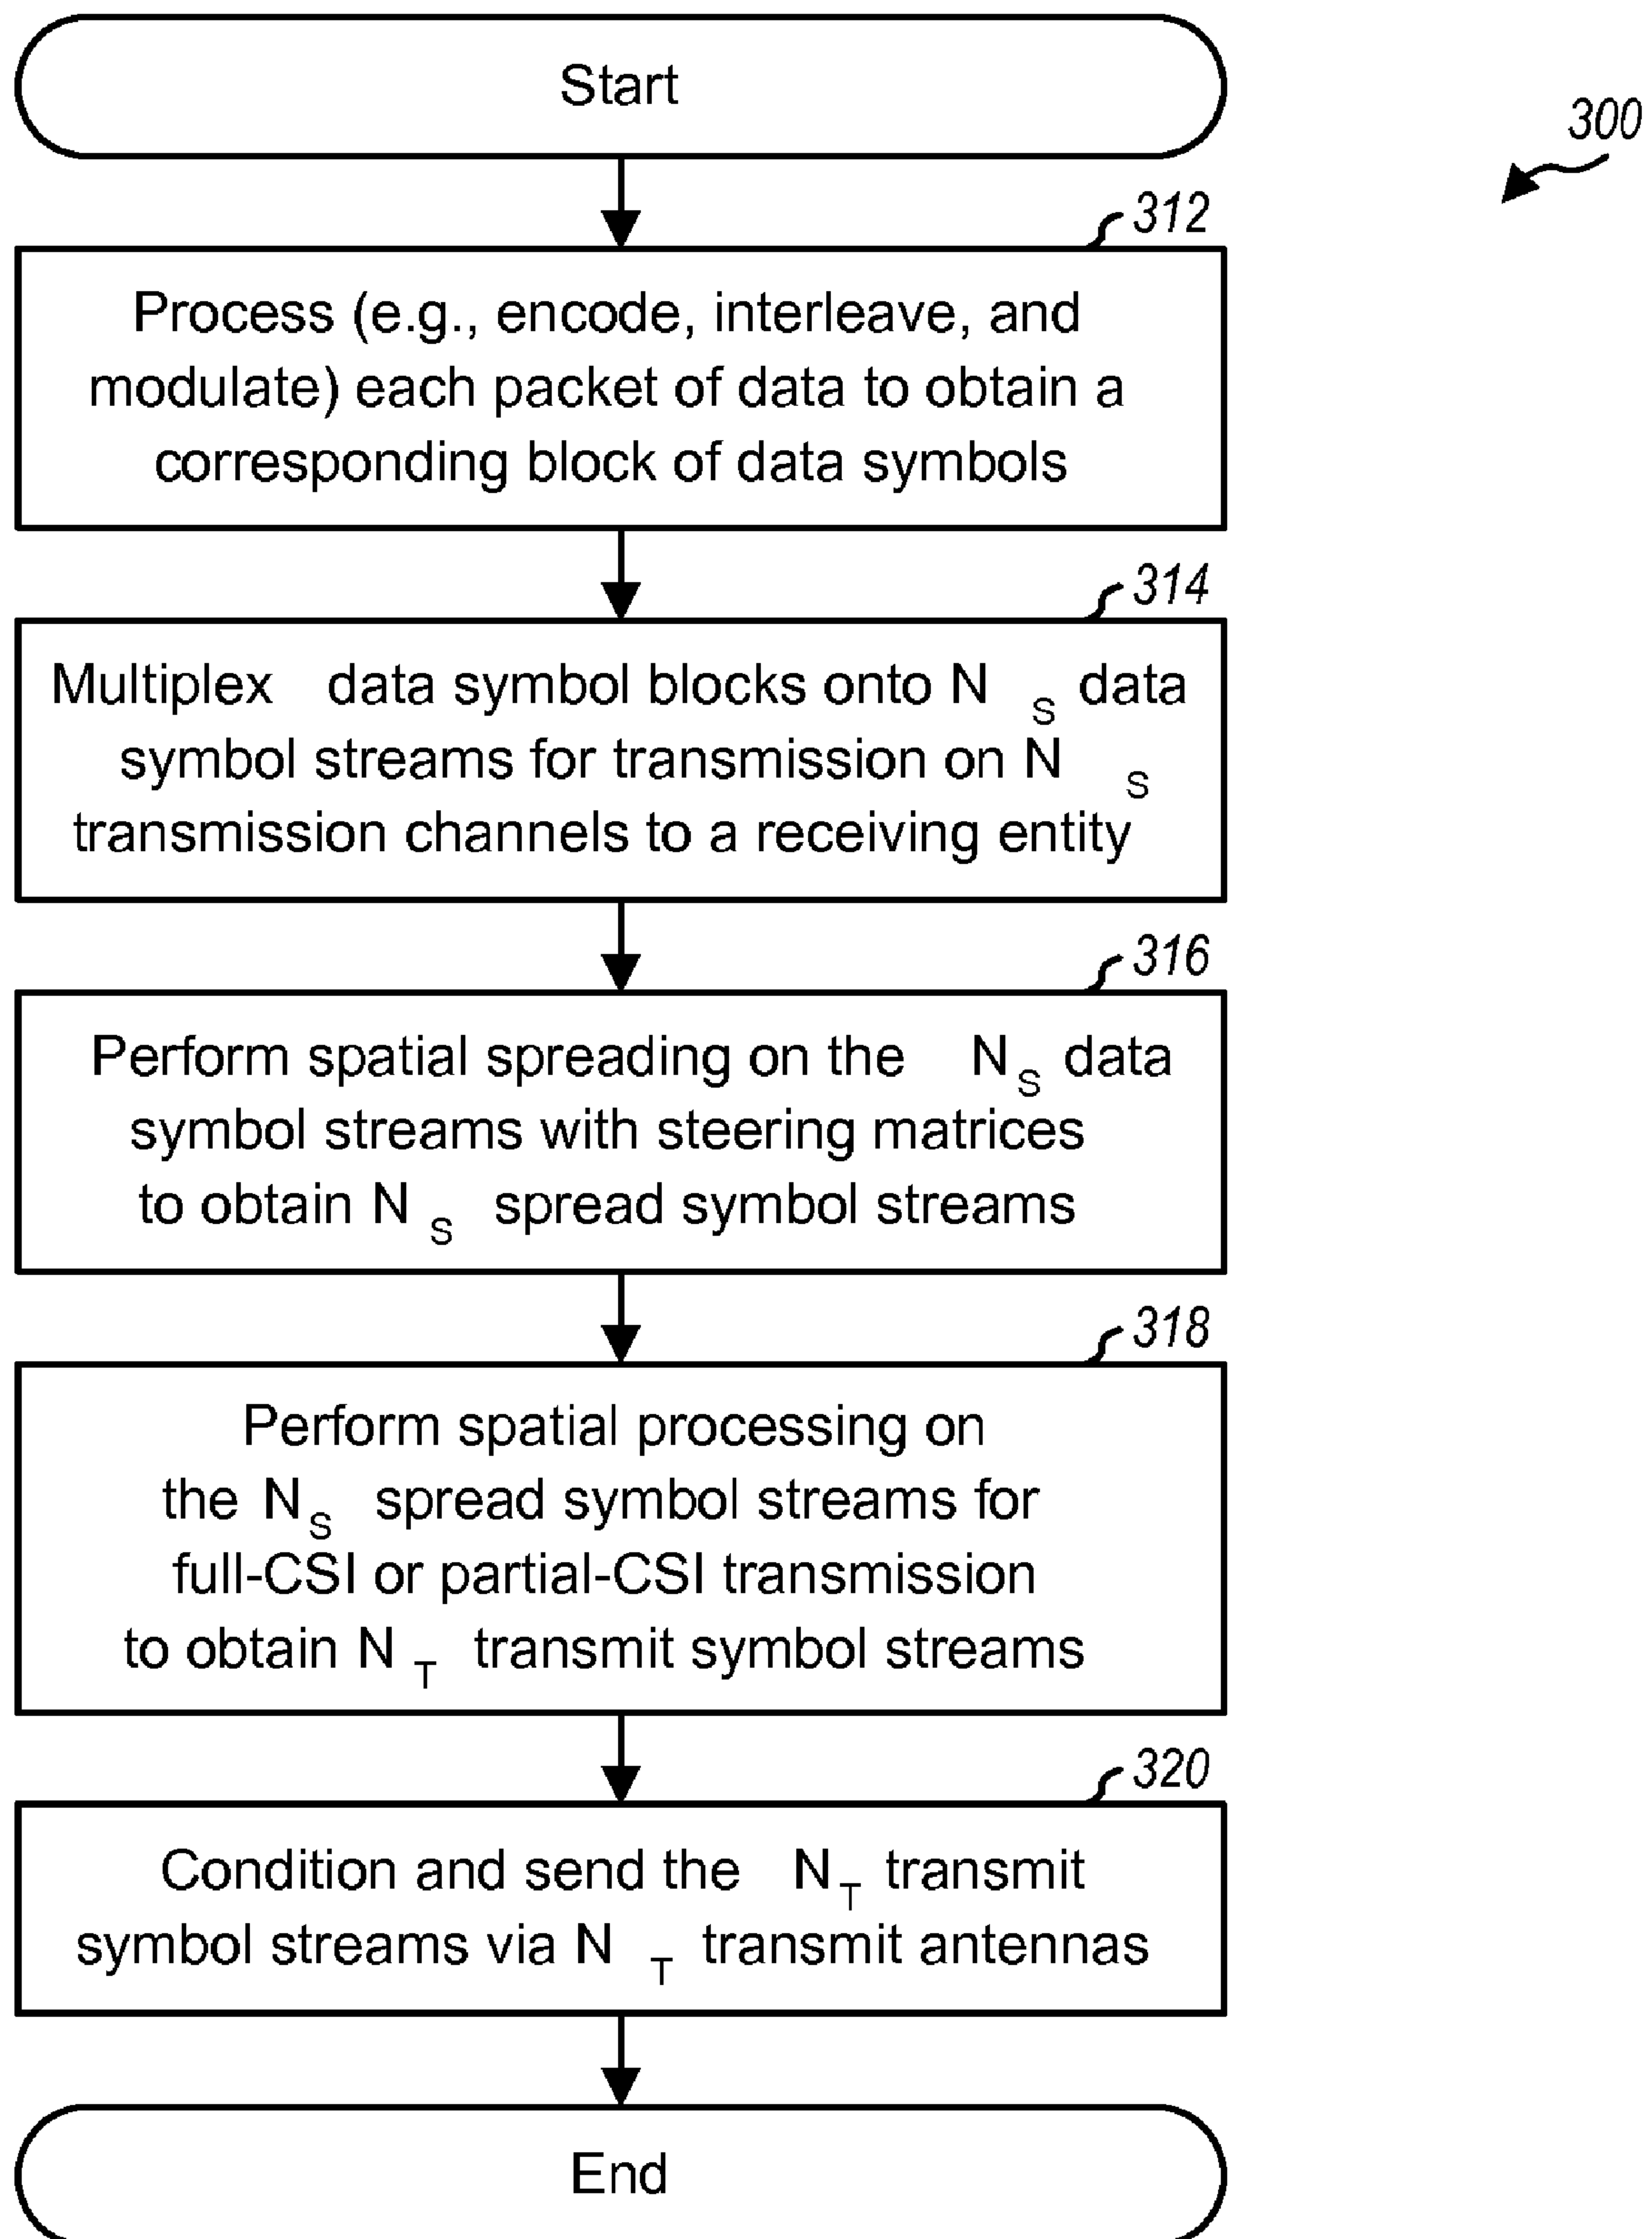 Start
300
312
Process (e.g., encode, interleave, and
modulate) each packet of data to obtain a
corresponding block of data symbols
314
Multiplex data symbol blocks onto N S data
symbol streams for transmission on N S
transmission channels to a receiving entity
316
Perform spatial spreading on the N S data
symbol streams with steering matrices
to obtain N S spread symbol streams
318
Perform spatial processing on
the N S spread symbol streams for
full-CSI or partial-CSI transmission
to obtain N T transmit symbol streams
320
Condition and send the N T transmit
symbol streams via N T transmit antennas
End